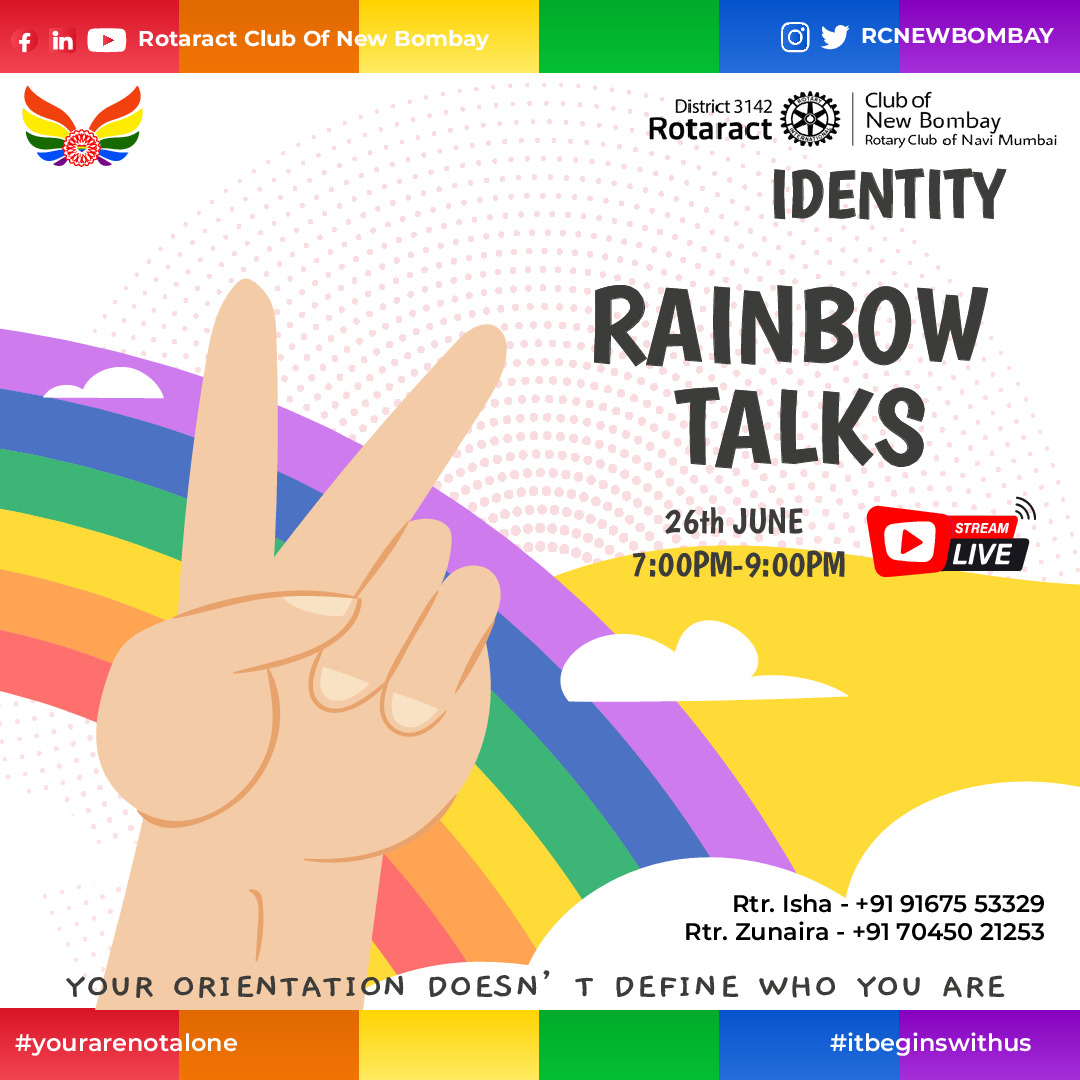 Rotaract Club Of New Bombay
RCNEWBOMBAY
District 3142
Rotaract
Club of
New Bombay
Rotary Club of Navi Mumbai
ROTARY
INTERNATIONAL
IDENTITY
RAINBOW
TALKS
26th JUNE
7:00PM-9:00PM
STREAM
LIVE
Rtr. Isha - +91 91675 53329
Rtr. Zunaira - +91 70450 21253
YOUR ORIENTATION DOESN' T DEFINE WHO YOU ARE
#yourarenotalone
#itbeginswithus